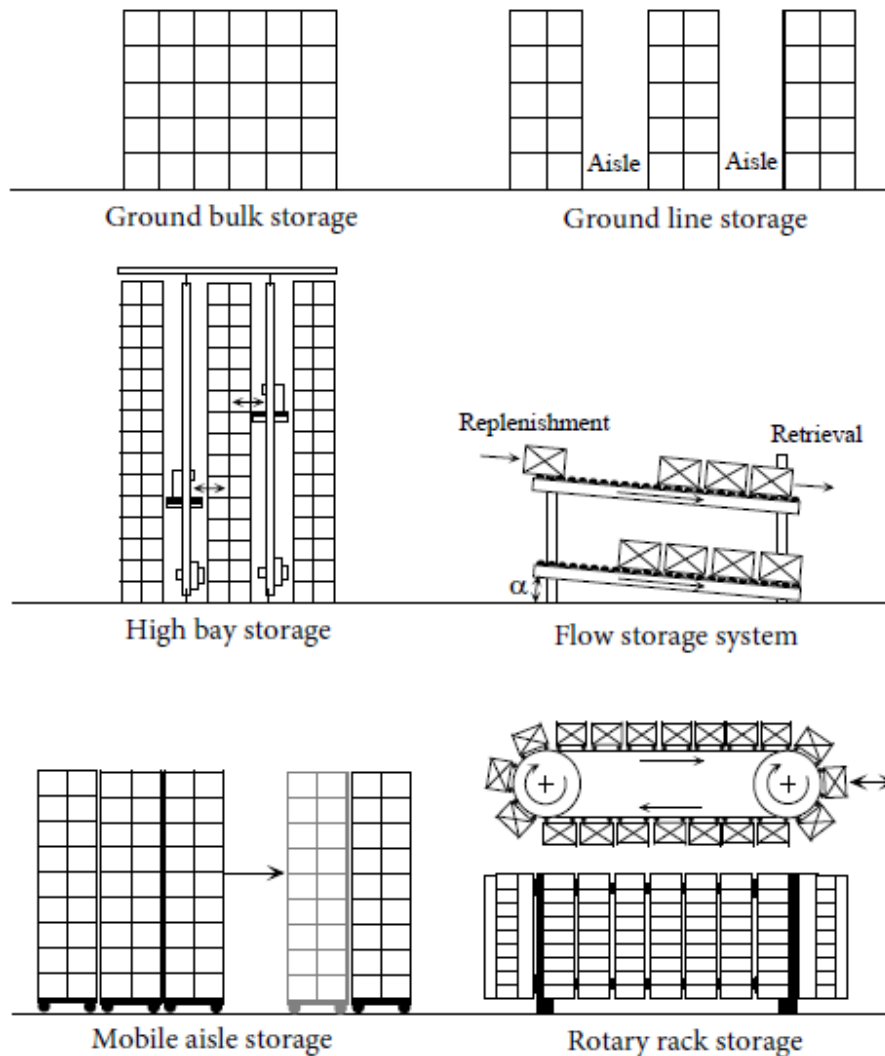 Aisle Aisle
Ground bulk storage
Ground line storage
Replenishment
Retrieval
α
High bay storage
Flow storage system
Mobile aisle storage
Rotary rack storage